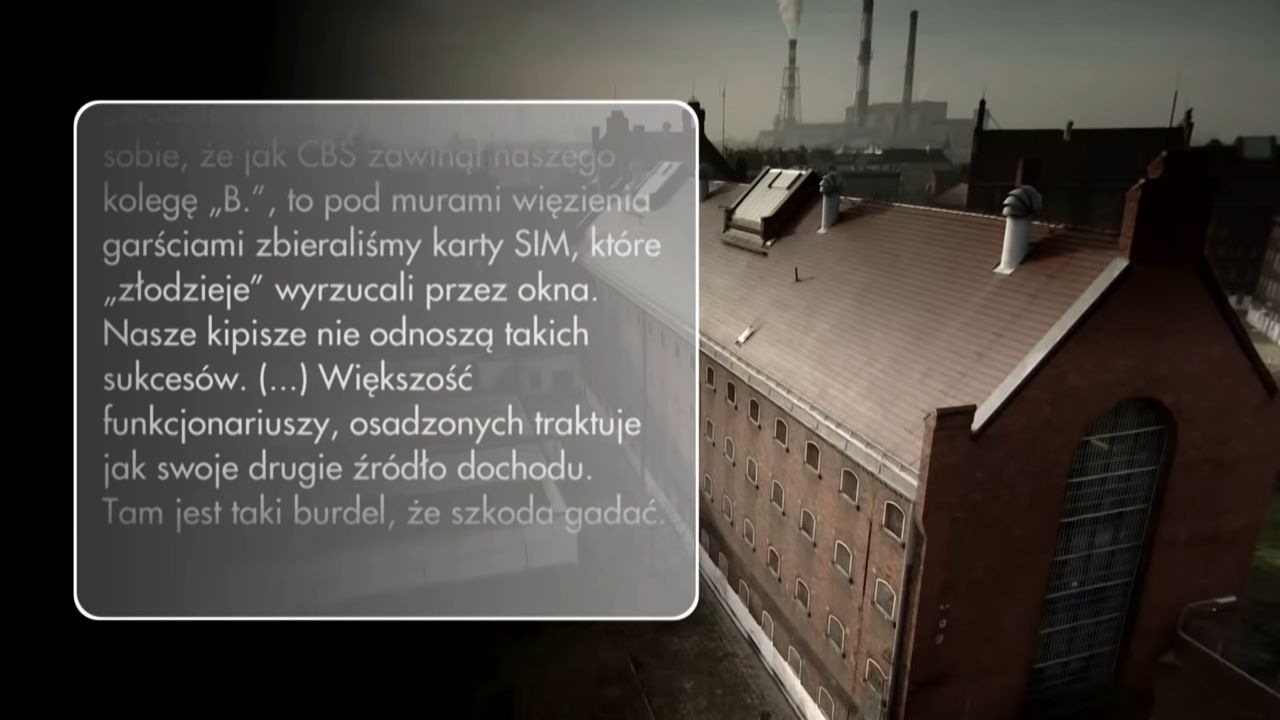 sobie, że jak CBŚ zawinął naszego
kolegę „B.”, to pod murami więzienia
garściami zbieraliśmy karty SIM, które
„złodzieje” wyrzucali przez okna.
Nasze kipisze nie odnoszą takich
sukcesów. (...) Większość
funkcjonariuszy, osadzonych traktuje
jak swoje drugie źródło dochodu.
Tam jest taki burdel, że szkoda gadać.